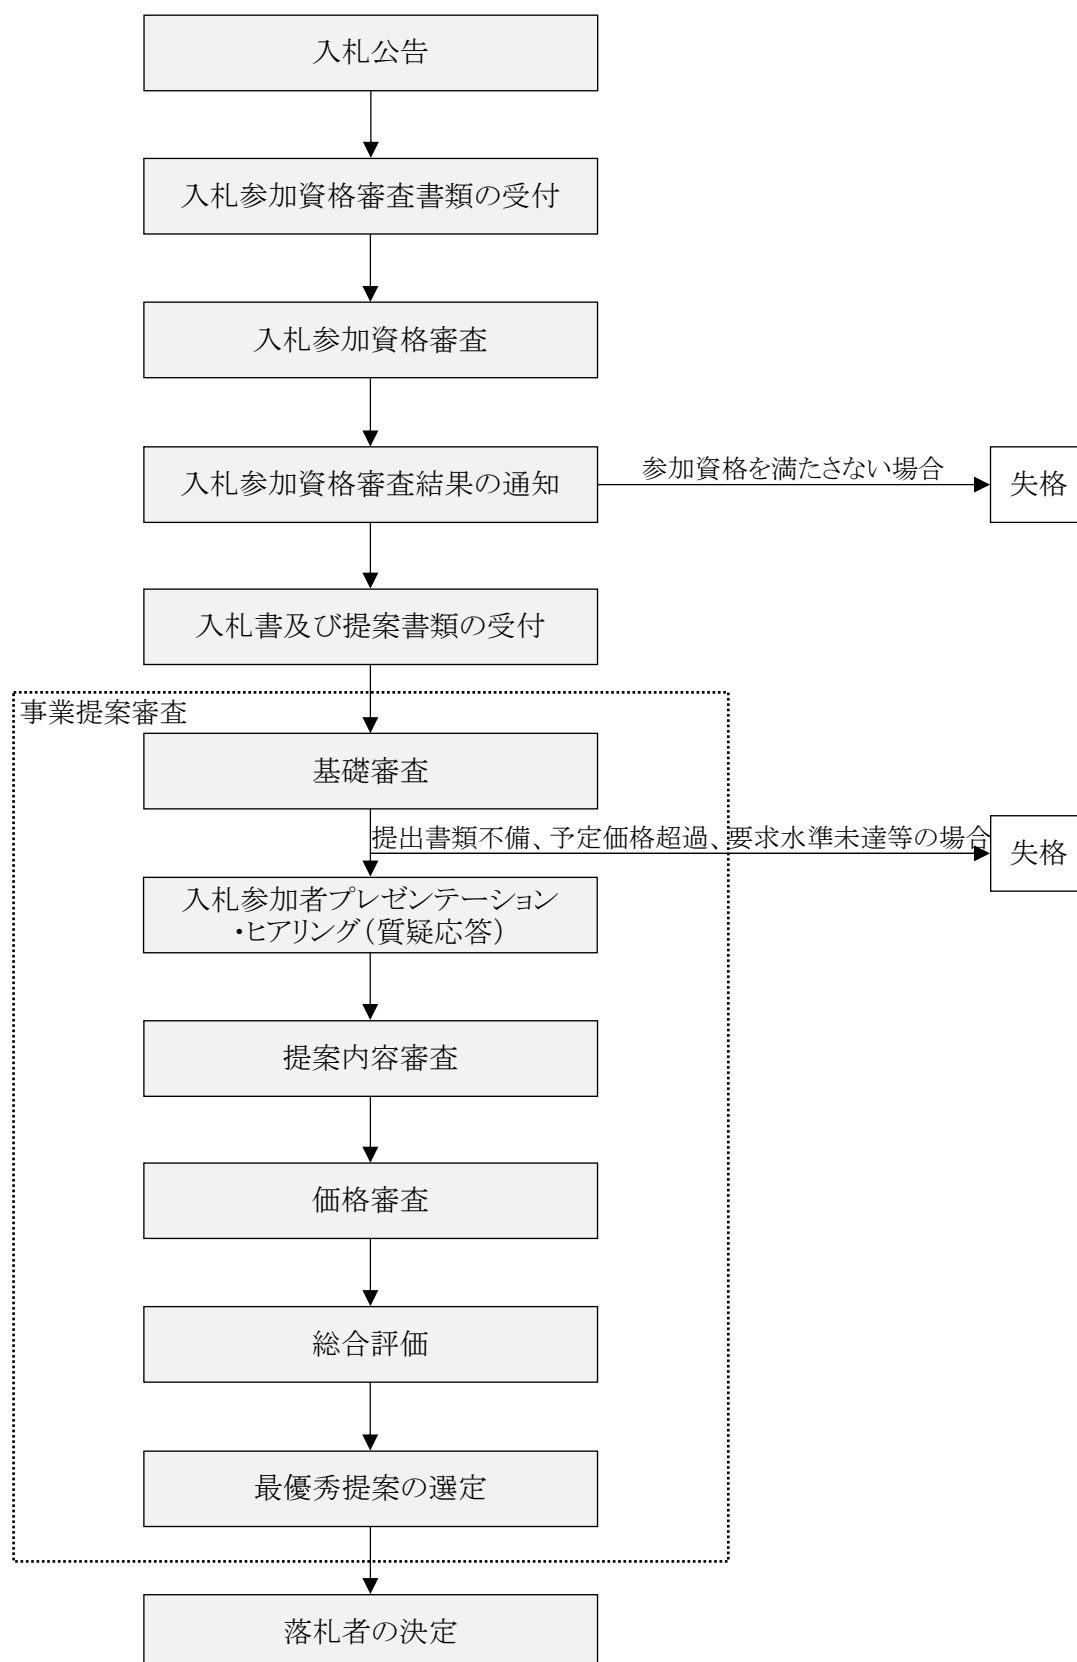 入札公告
入札参加資格審査書類の受付
入札参加資格審査
入札参加資格審査結果の通知
参加資格を満たさない場合
失格
入札書及び提案書類の受付
事業提案審査
基礎審査
提出書類不備、予定価格超過、要求水準未達等の場合
失格
入札参加者プレゼンテーション
・ヒアリング(質疑応答)
提案内容審査
価格審査
総合評価
最優秀提案の選定
落札者の決定